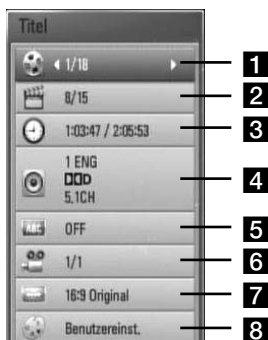 Titel
1/18
1
8/15
2
1:03:47 / 2:05:53
3
1 ENG
DD D
5.1CH
4
OFF
5
1/1
6
16:9 Original
7
Benutzereinst.
8